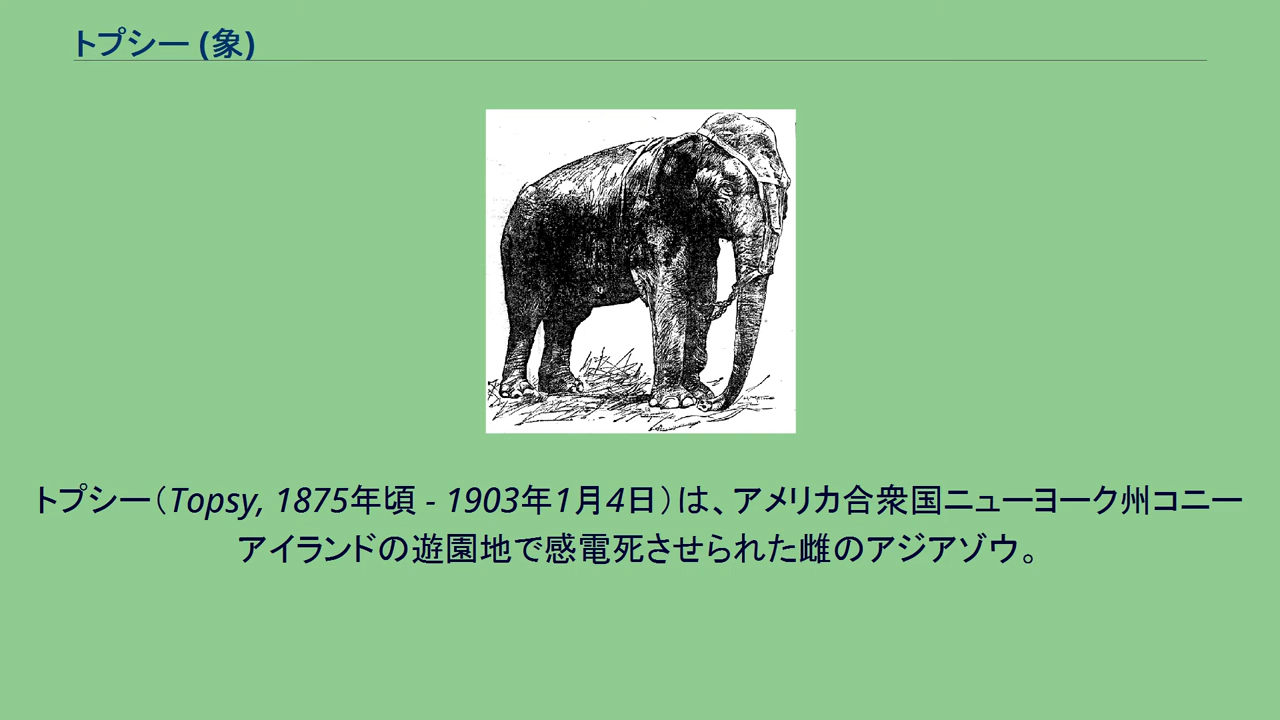 トプシー (象)
トプシー（Topsy, 1875年頃 - 1903年1月4日）は、アメリカ合衆国ニューヨーク州コニー
アイランドの遊園地で感電死させられた雌のアジアゾウ。